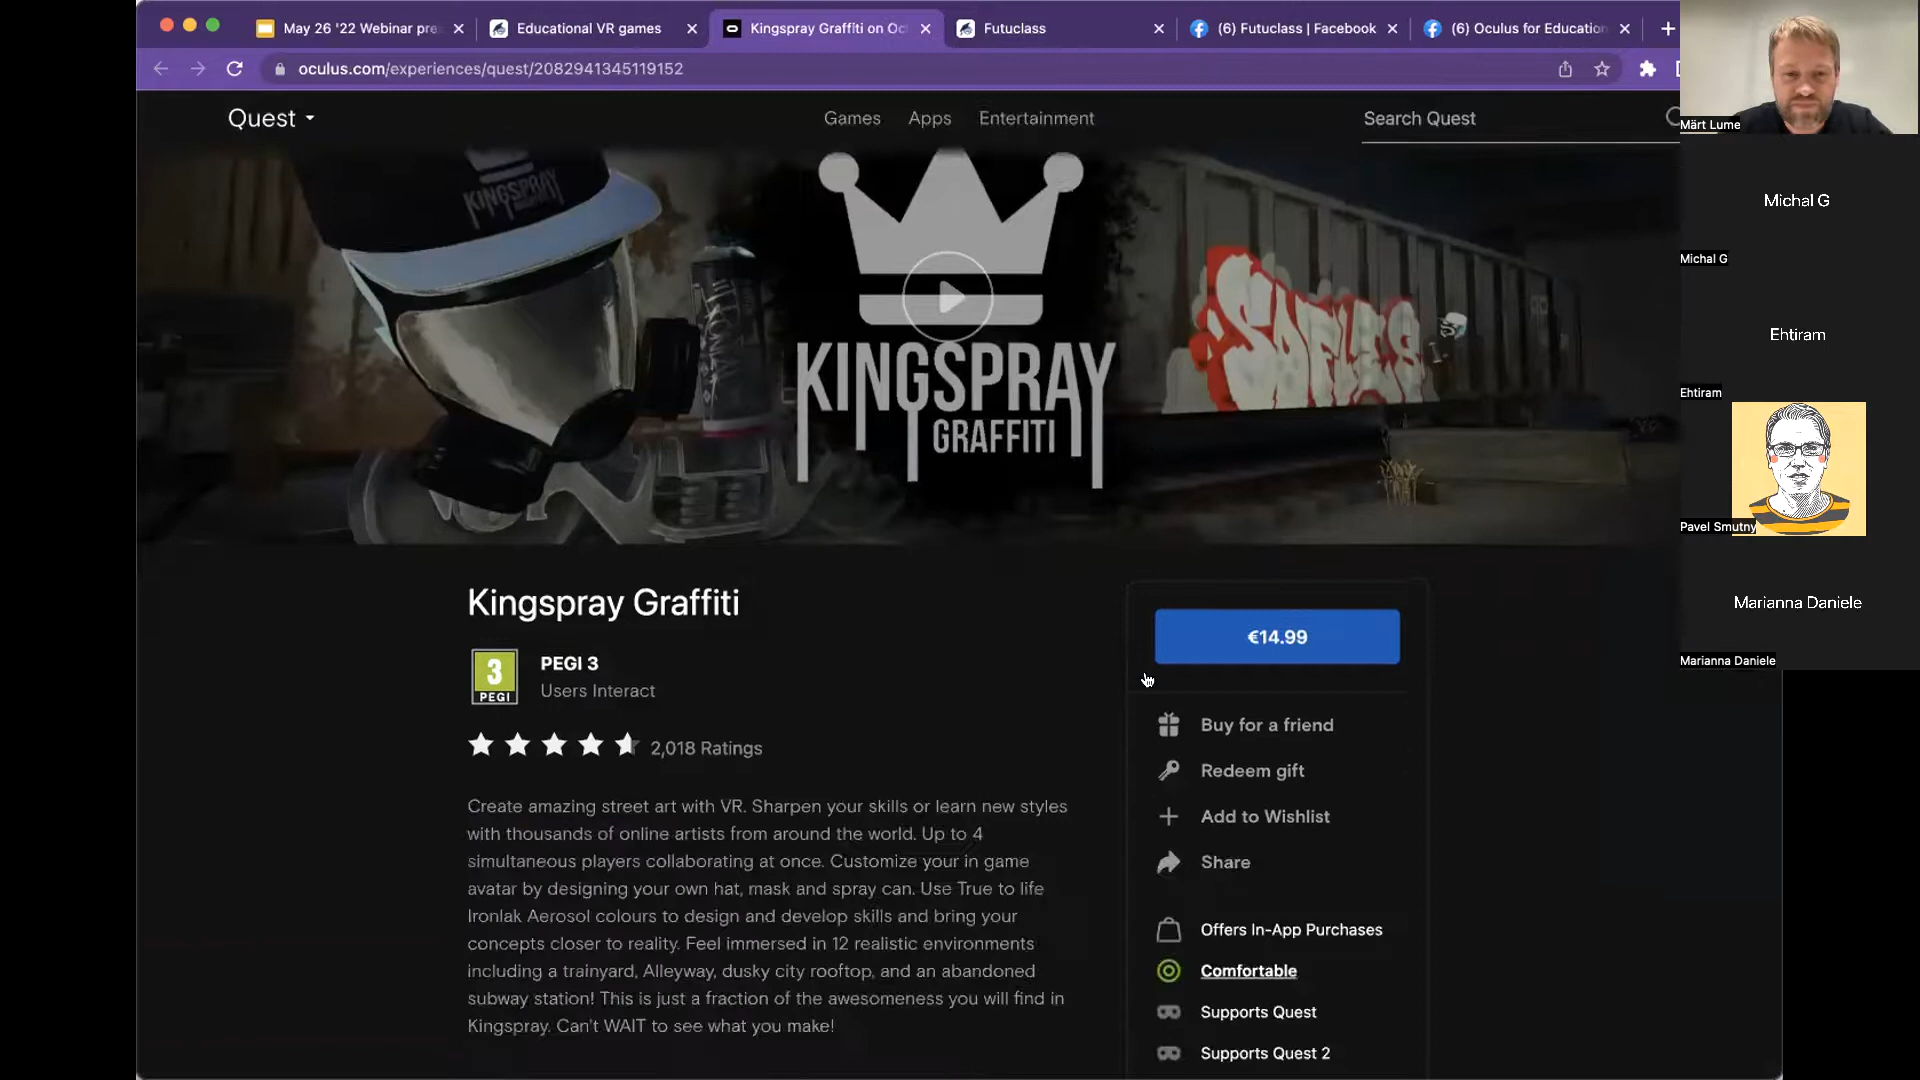 May 26 '22 Webinar pre
Educational VR games
Kingspray Graffiti on Oc
Futuclass
(6) Futuclass | Facebook
(6) Oculus for Education
oculus.com/experiences/quest/2082941345119152
Quest
Games
Apps
Entertainment
Search Quest
KINGSPRAY
KINGSPRAY
GRAFFITI
SOFLES
Kingspray Graffiti
3
PEGI
PEGI 3
Users Interact
2,018 Ratings
Create amazing street art with VR. Sharpen your skills or learn new styles
with thousands of online artists from around the world. Up to 4
simultaneous players collaborating at once. Customize your in game
avatar by designing your own hat, mask and spray can. Use True to life
Ironlak Aerosol colours to design and develop skills and bring your
concepts closer to reality. Feel immersed in 12 realistic environments
including a trainyard, Alleyway, dusky city rooftop, and an abandoned
subway station! This is just a fraction of the awesomeness you will find in
Kingspray. Can't WAIT to see what you make!
€14.99
Buy for a friend
Redeem gift
Add to Wishlist
Share
Offers In-App Purchases
Comfortable
Supports Quest
Supports Quest 2
Märt Lume
Michal G
Michal G
Ehtiram
Ehtiram
Pavel Smutny
Marianna Daniele
Marianna Daniele